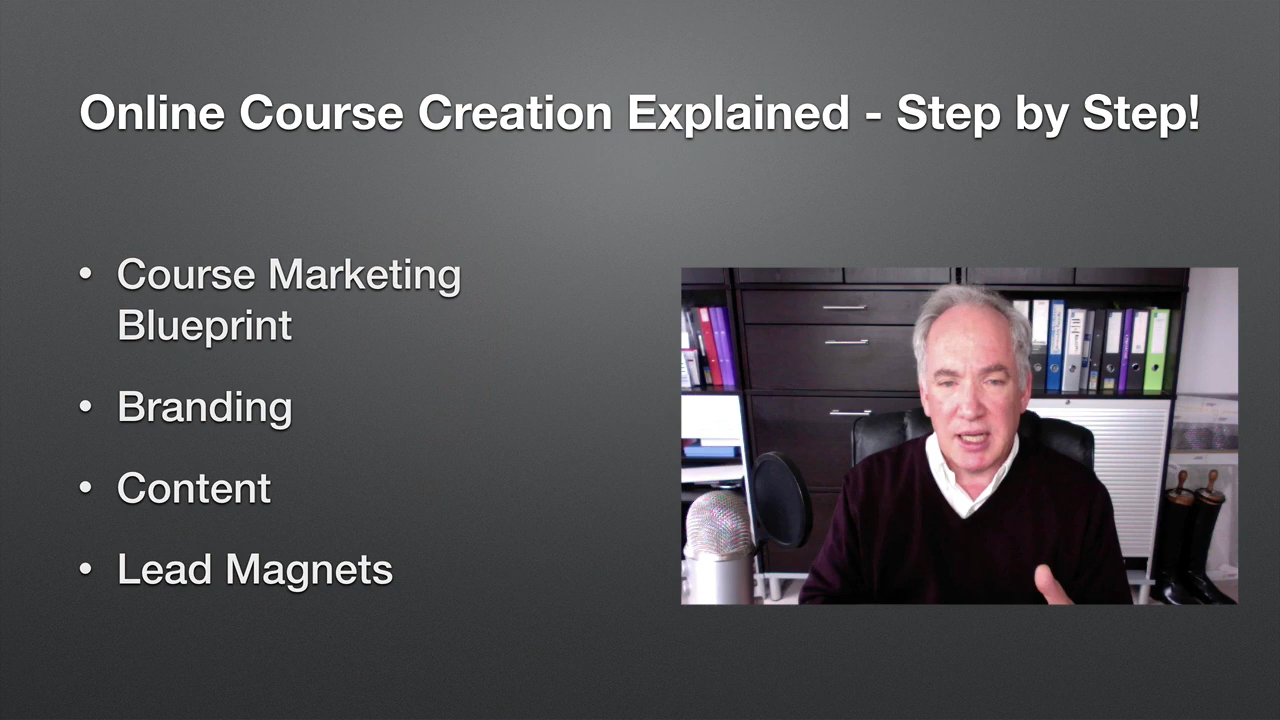 Online Course Creation Explained - Step by Step!
• Course Marketing
Blueprint
• Branding
• Content
• Lead Magnets